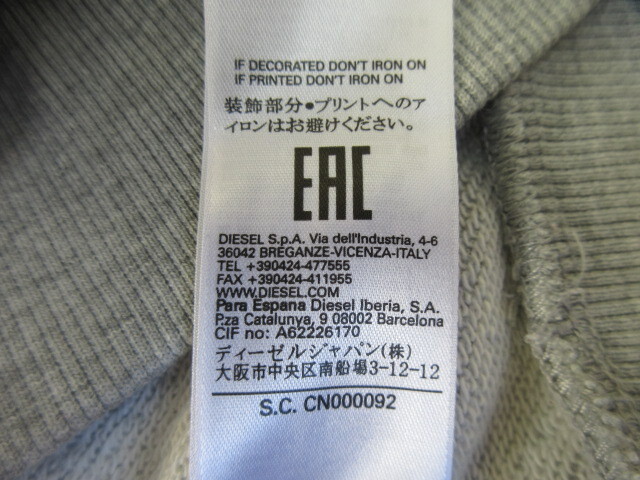 IF DECORATED DON'T IRON ON
IF PRINTED DON'T IRON ON
装飾部分●プリントへのア
イロンはお避けください。
EAC
DIESEL S.p.A. Via dell'Industria, 4-6
36042 BREGANZE-VICENZA-ITALY
TEL +390424-477555
FAX +390424-411955
WWW.DIESEL.COM
Para Espana Diesel Iberia, S.A.
P.za Catalunya, 9 08002 Barcelona
CIF no: A62226170
ディーゼルジャパン(株)
大阪市中央区南船場3-12-12
S.C. CN000092